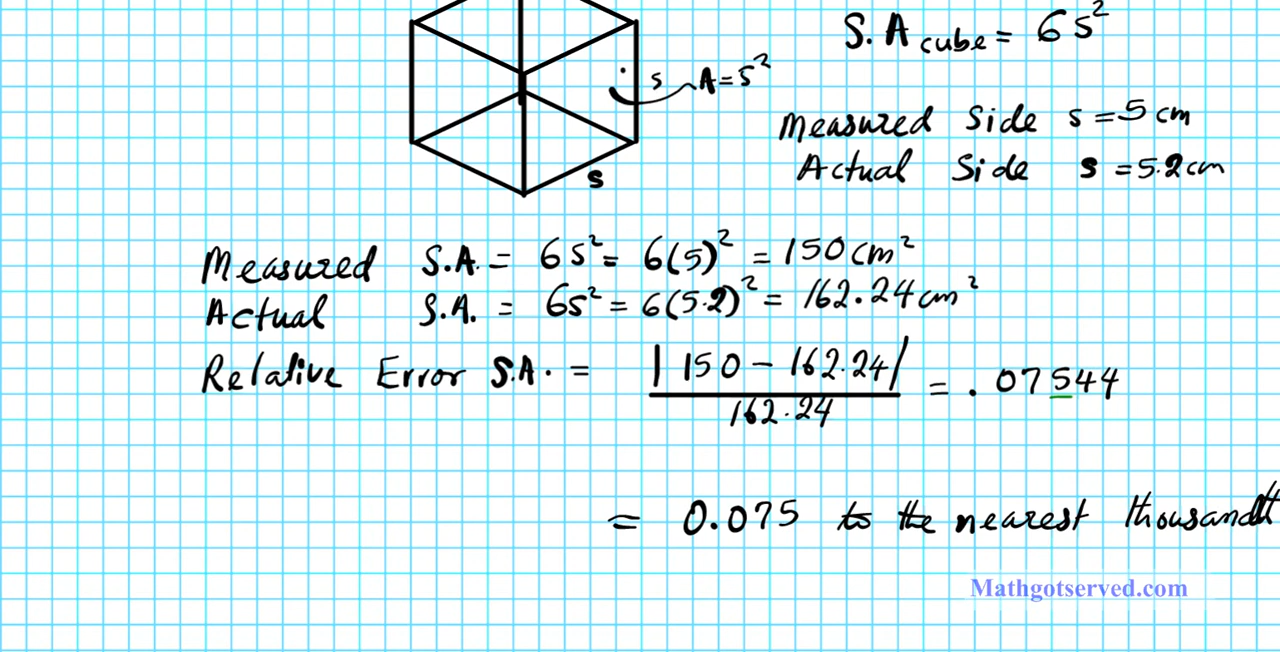 S.A cube = 6s²
s A = s²
Measured Side s = 5 cm
Actual Side s = 5.2 cm
s
Measured S.A. = 6s² = 6(5)² = 150 cm²
Actual S.A. = 6s² = 6(5.2)² = 162.24 cm²
Relative Error S.A. = |150 - 162.24| / 162.24 = .07544
= 0.075 to the nearest thousandth
Mathgotserved.com